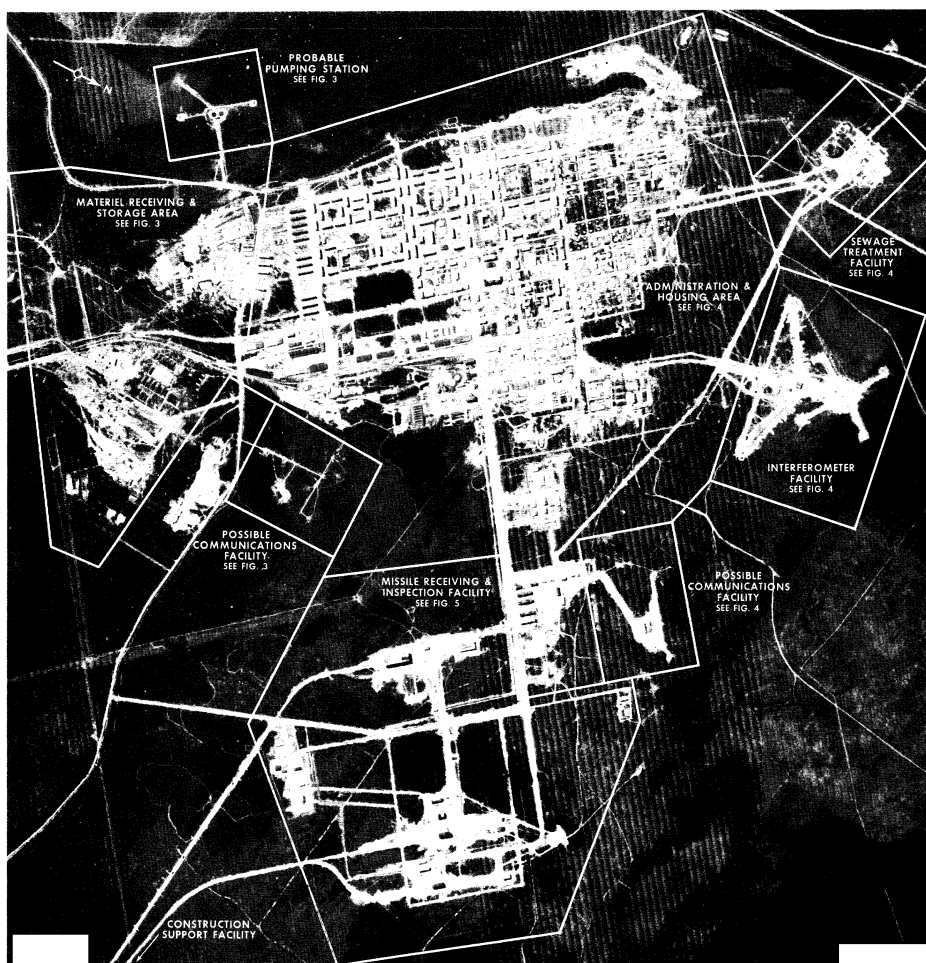 PROBABLE
PUMPING STATION
SEE FIG. 3
N
MATERIEL RECEIVING &
STORAGE AREA
SEE FIG. 3
SEWAGE
TREATMENT
FACILITY
SEE FIG. 4
ADMINISTRATION &
HOUSING AREA
SEE FIG. 4
INTERFEROMETER
FACILITY
SEE FIG. 4
POSSIBLE
COMMUNICATIONS
FACILITY
SEE FIG. 3
MISSILE RECEIVING &
INSPECTION FACILITY
SEE FIG. 5
POSSIBLE
COMMUNICATIONS
FACILITY
SEE FIG. 4
CONSTRUCTION
SUPPORT FACILITY